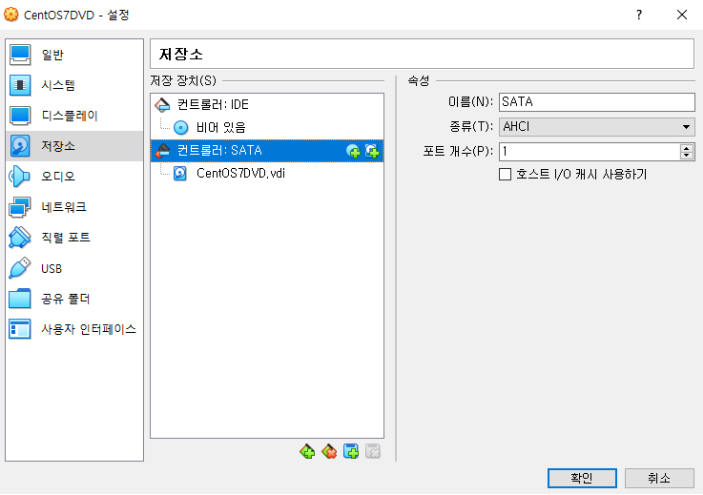 CentOS7DVD - 설정
?
일반
시스템
디스플레이
저장소
오디오
네트워크
직렬 포트
USB
공유 폴더
사용자 인터페이스
저장소
저장 장치(S)
컨트롤러: IDE
비어 있음
컨트롤러: SATA
CentOS7DVD.vdi
속성
이름(N): SATA
종류(T): AHCI
포트 개수(P): 1
호스트 I/O 캐시 사용하기
확인
취소